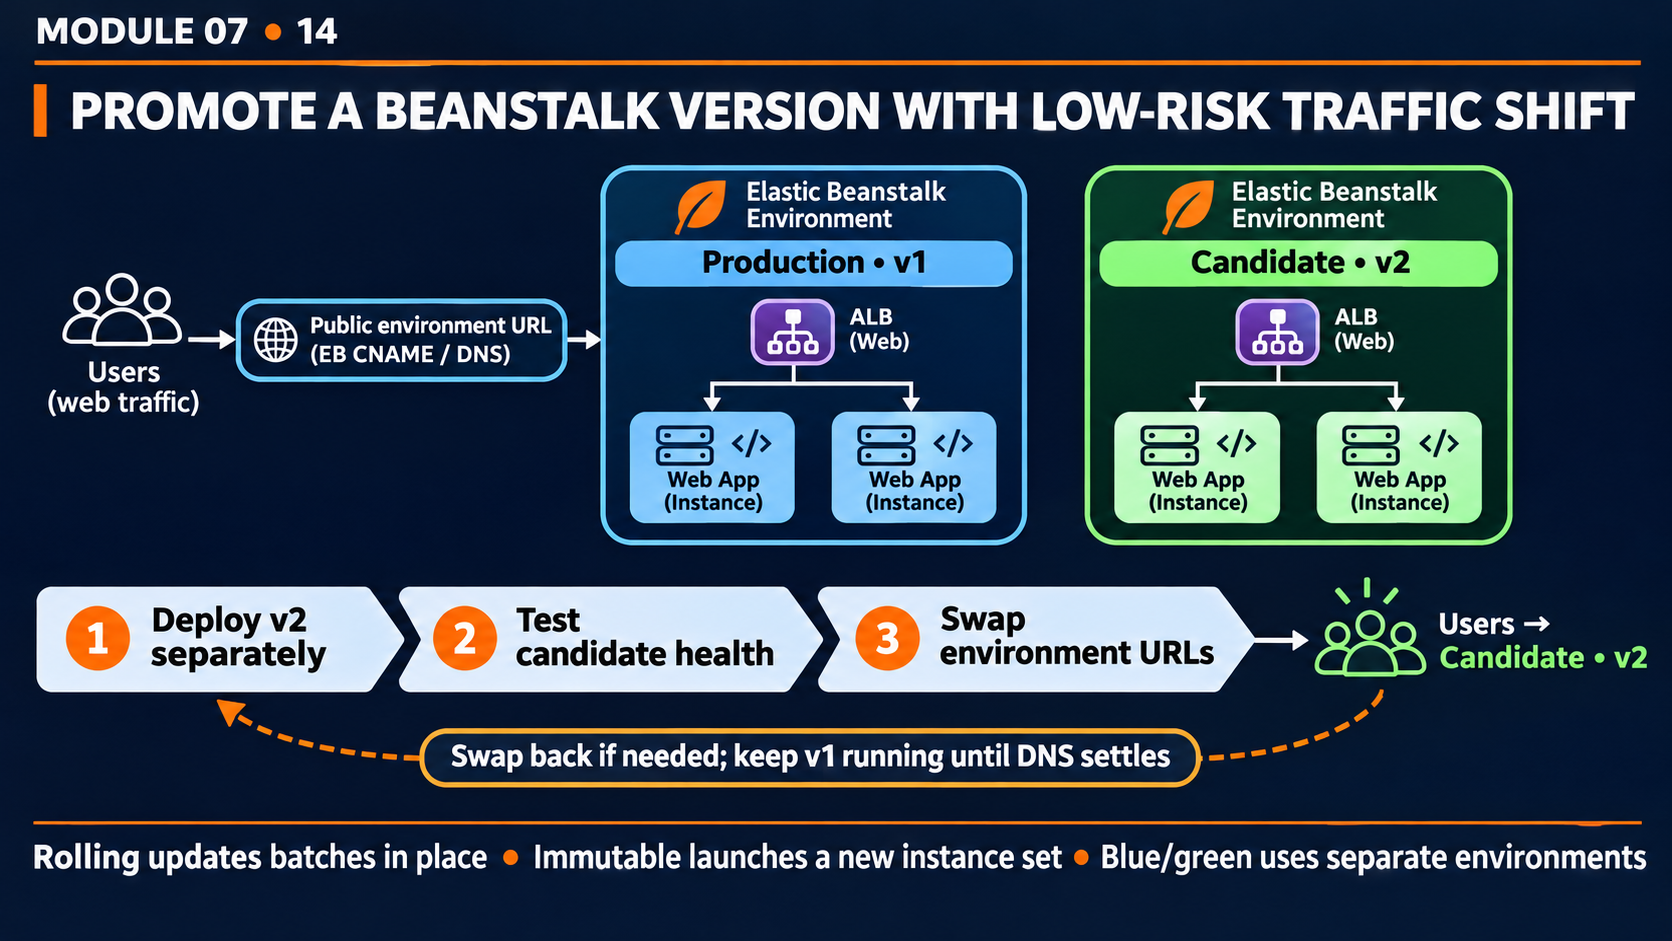 MODULE 07 • 14
PROMOTE A BEANSTALK VERSION WITH LOW-RISK TRAFFIC SHIFT
Users
(web traffic)
Public environment URL
(EB CNAME / DNS)
Elastic Beanstalk
Environment
Production • v1
ALB
(Web)
</>
Web App
(Instance)
</>
Web App
(Instance)
Elastic Beanstalk
Environment
Candidate • v2
ALB
(Web)
</>
Web App
(Instance)
</>
Web App
(Instance)
1
Deploy v2
separately
2
Test
candidate health
3
Swap
environment URLs
Users →
Candidate • v2
Swap back if needed; keep v1 running until DNS settles
Rolling updates batches in place • Immutable launches a new instance set • Blue/green uses separate environments